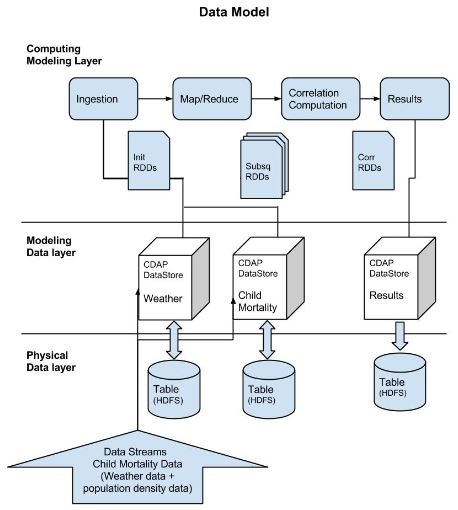 Data Model
Computing
Modeling Layer
Ingestion
Map/Reduce
Correlation
Computation
Results
Init
RDDs
Subsq
RDDs
Corr
RDDs
Modeling
Data layer
CDAP
DataStore
Weather
CDAP
DataStore
Child
Mortality
CDAP
DataStore
Results
Physical
Data layer
Table
(HDFS)
Table
(HDFS)
Table
(HDFS)
Data Streams
Child Mortality Data
(Weather data +
population density data)